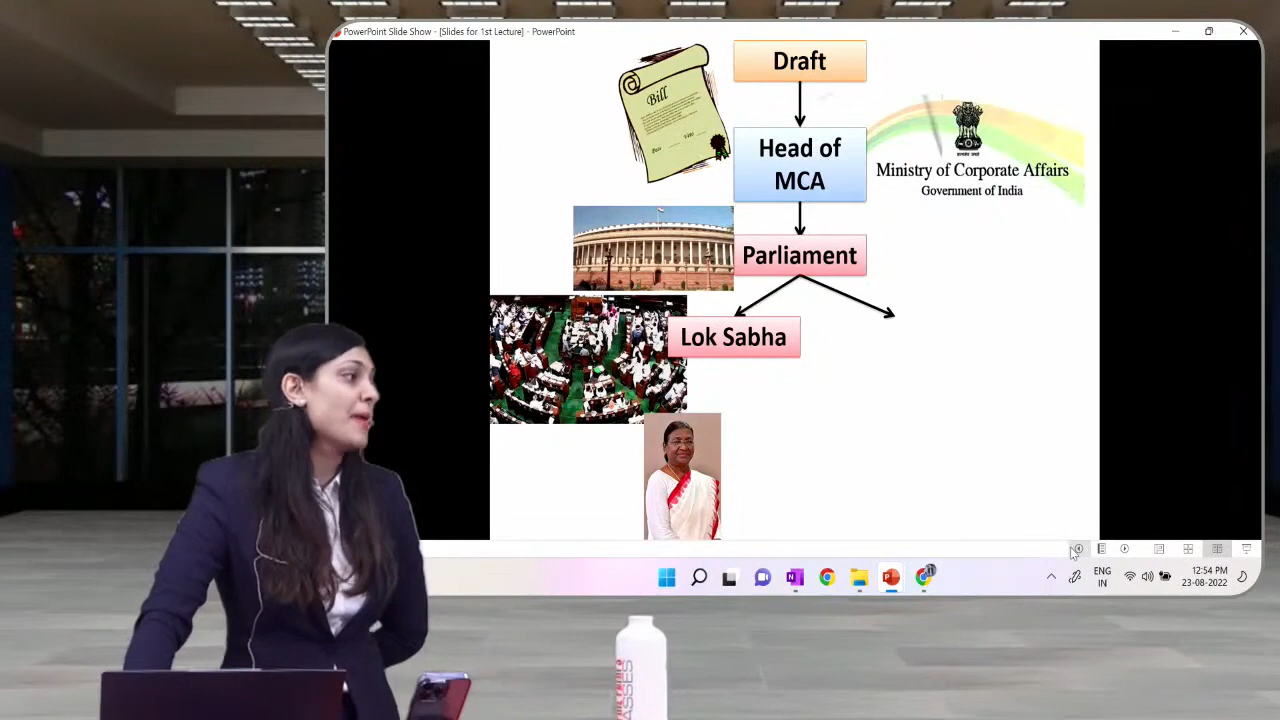 PowerPoint Slide Show - [Slides for 1st Lecture] - PowerPoint
Draft
Bill
Head of
MCA
Ministry of Corporate Affairs
Government of India
Parliament
Lok Sabha
ENG
IN
12:54 PM
23-08-2022
ASSES